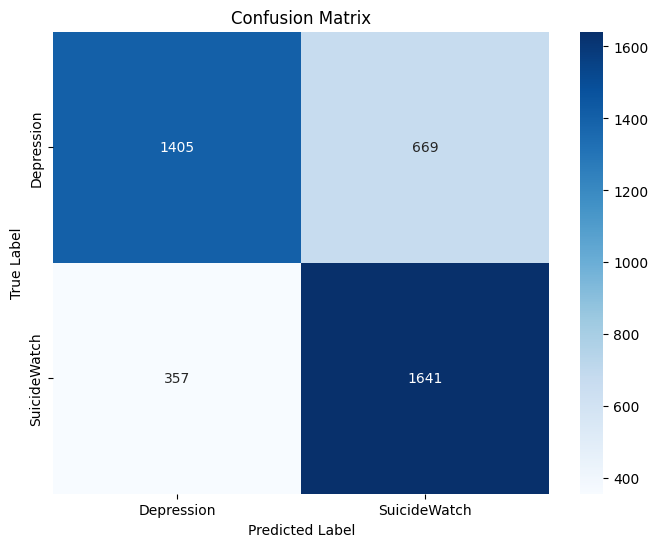 Confusion Matrix
Depression
1405
669
SuicideWatch
357
1641
True Label
Depression
SuicideWatch
Predicted Label
1600
1400
1200
1000
800
600
400